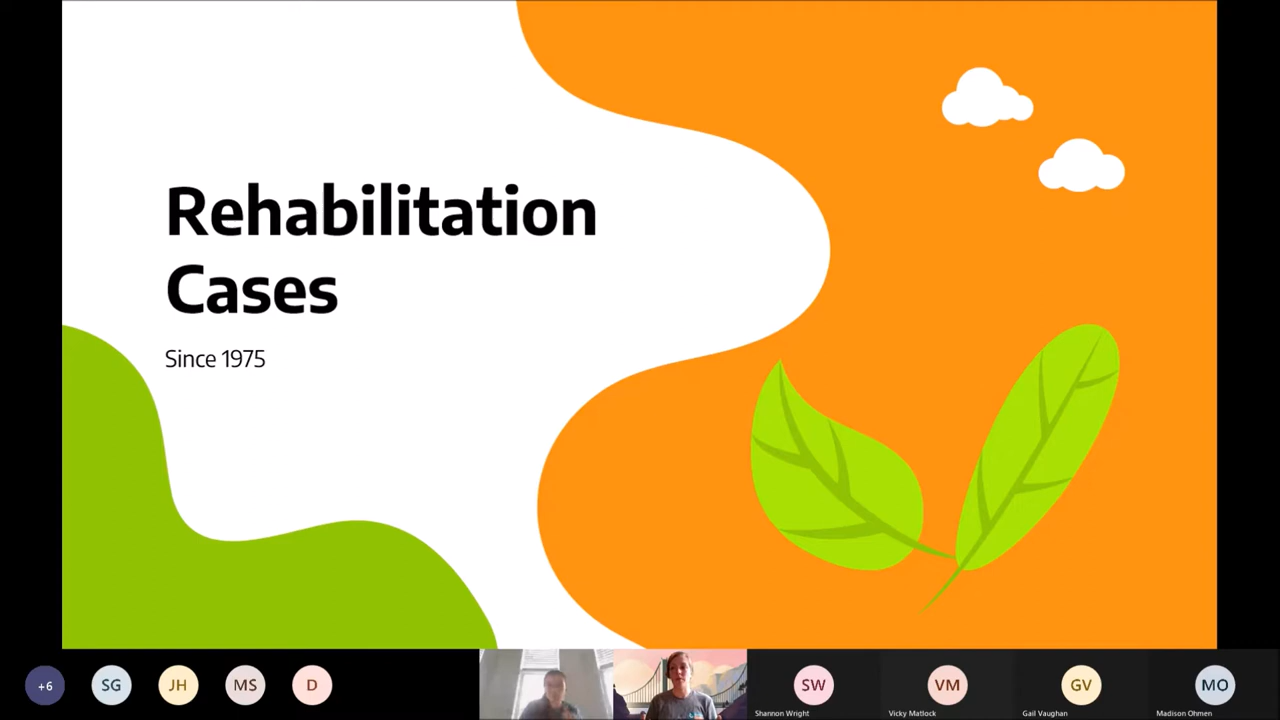 Rehabilitation
Cases
Since 1975
+6
SG
JH
MS
D
SW
Shannon Wright
VM
Vicky Matlock
GV
Gail Vaughan
MO
Madison Ohmen